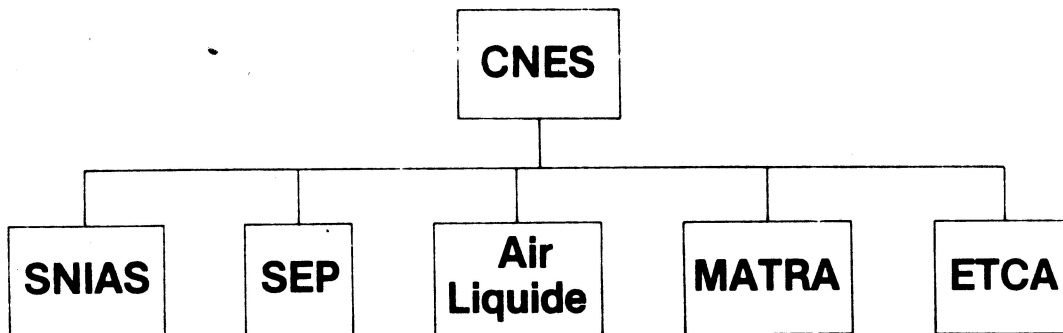 CNES
SNIAS
SEP
Air
Liquide
MATRA
ETCA